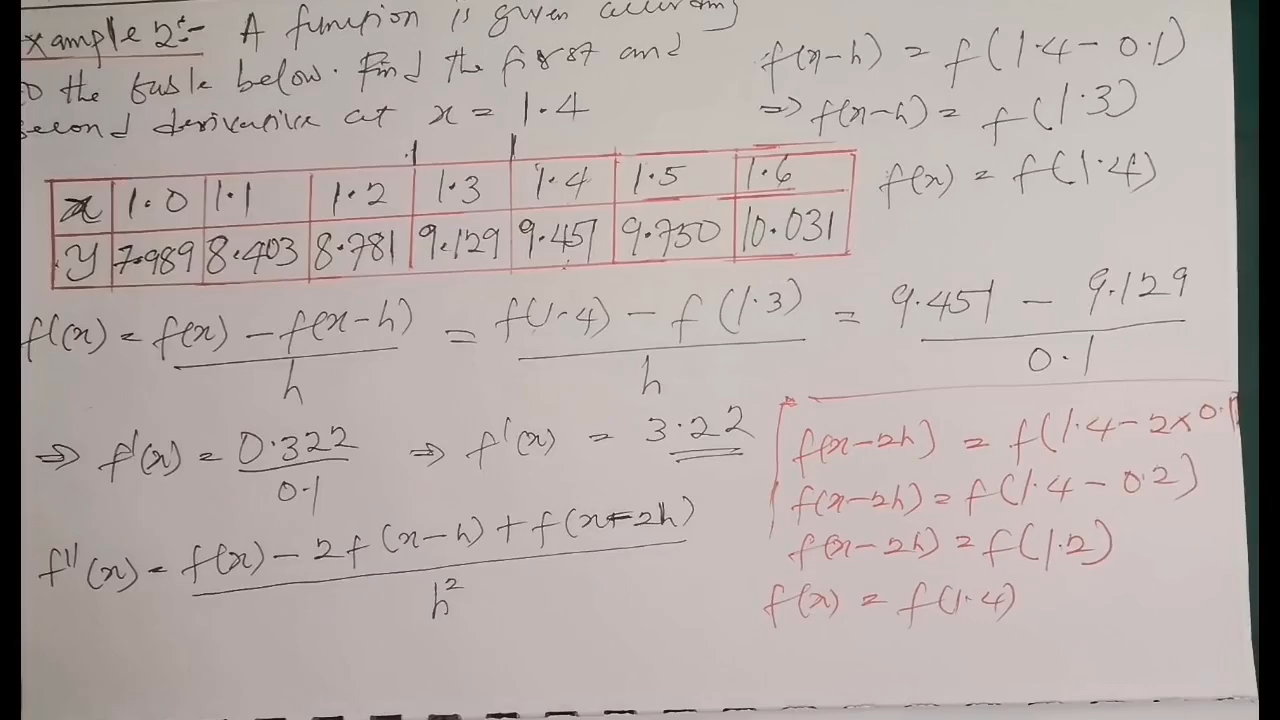 xample 2:- A function is given according
to the table below. Find the first and
second derivative at x = 1.4
x 1.0 1.1 1.2 1.3 1.4 1.5 1.6
y 7.989 8.403 8.781 9.129 9.451 9.750 10.031
f(x-h) = f(1.4-0.1)
=> f(x-h) = f(1.3)
f(x) = f(1.4)
f'(x) = f(x) - f(x-h) / h = f(1.4) - f(1.3) / h = 9.451 - 9.129 / 0.1
=> f'(x) = 0.322 / 0.1 => f'(x) = 3.22
f''(x) = f(x) - 2f(x-h) + f(x-2h) / h²
f(x-2h) = f(1.4-2×0.1
f(x-2h) = f(1.4-0.2)
f(x-2h) = f(1.2)
f(x) = f(1.4)